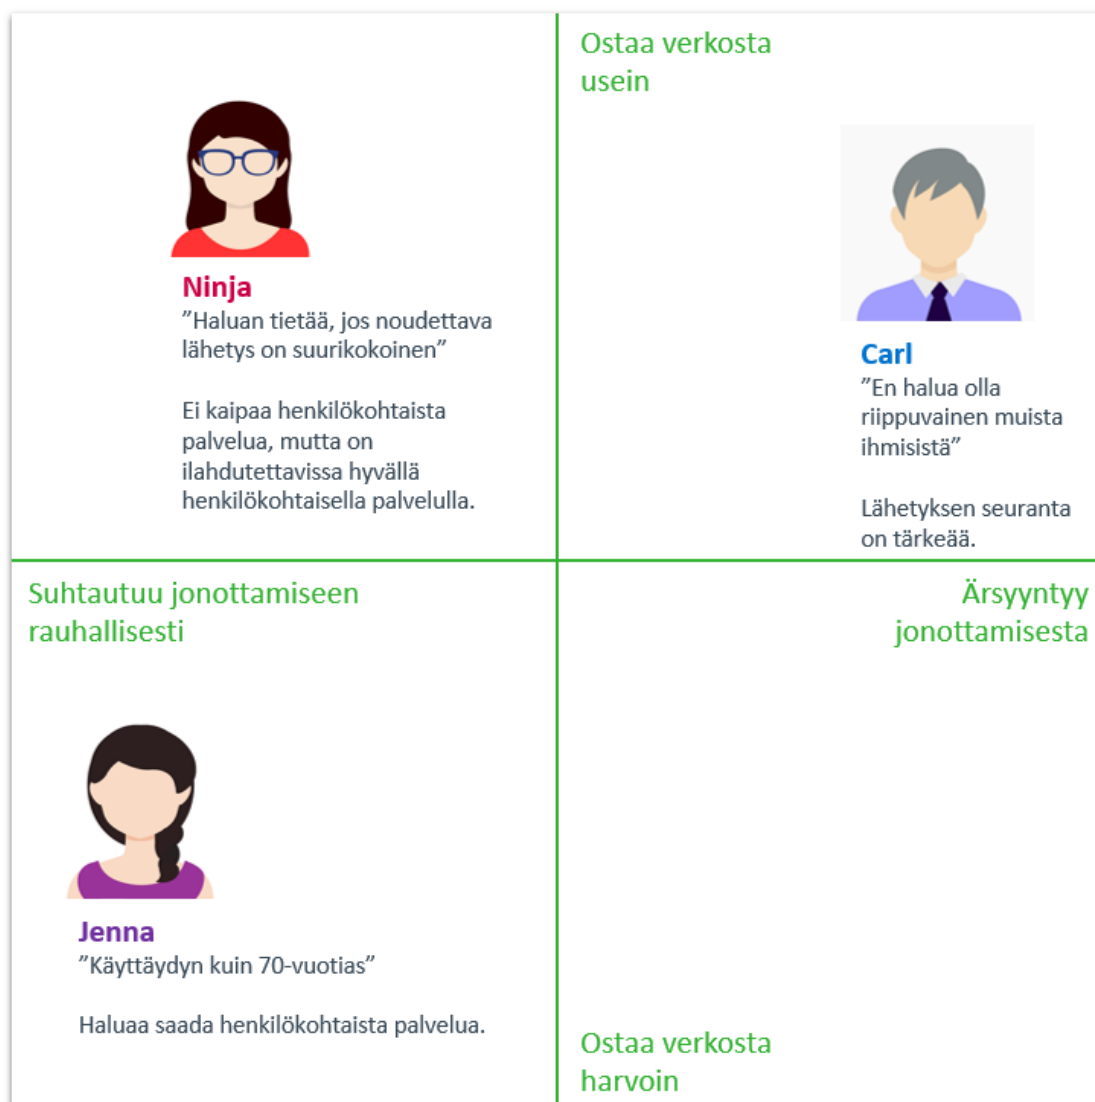 Ostaa verkosta
usein
Ninja
”Haluan tietää, jos noudettava
lähetys on suurikokoinen”
Ei kaipaa henkilökohtaista
palvelua, mutta on
ilahdutettavissa hyvällä
henkilökohtaisella palvelulla.
Carl
”En halua olla
riippuvainen muista
ihmisistä”
Lähetyksen seuranta
on tärkeää.
Suhtautuu jonottamiseen
rauhallisesti
Ärsyyntyy
jonottamisesta
Jenna
”Käyttäydyn kuin 70-vuotias”
Haluaa saada henkilökohtaista palvelua.
Ostaa verkosta
harvoin